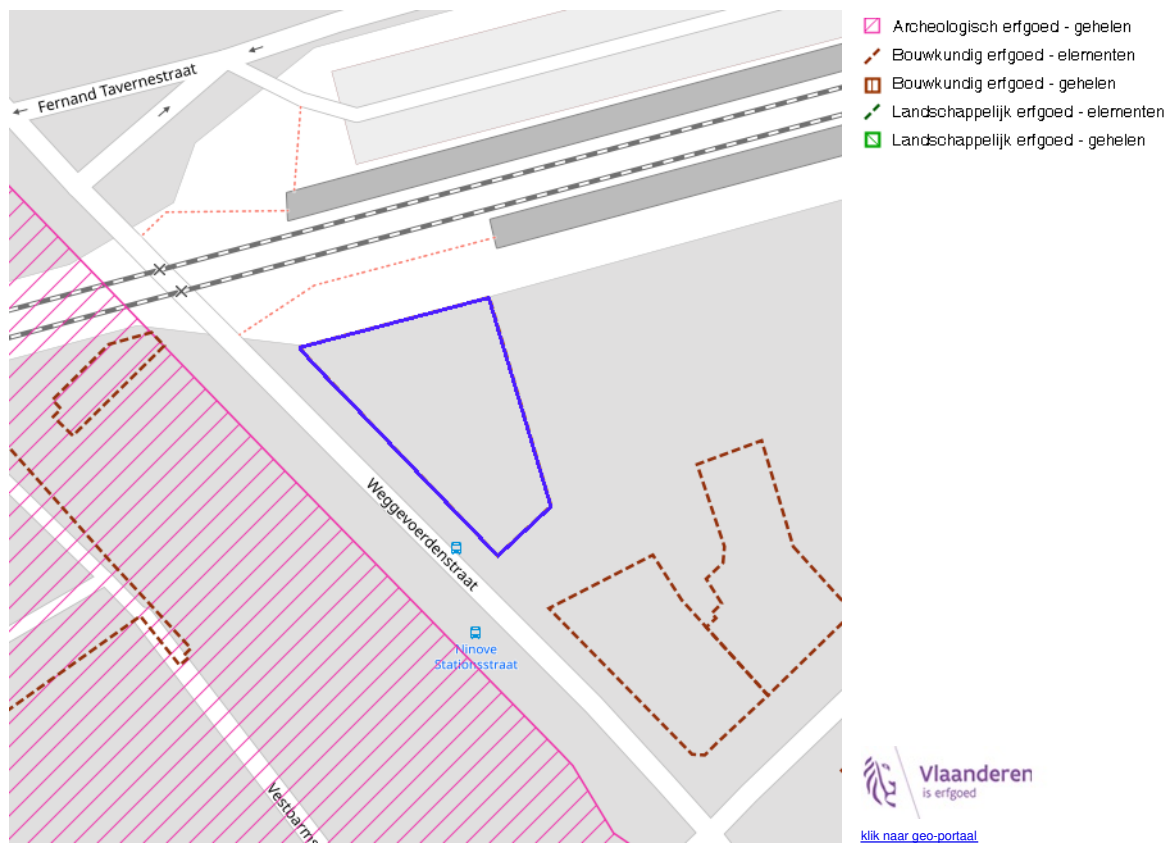 Fernand Tavernestraat
Weggevoerdenstraat
Ninove
Stationsstraat
Vestbarms
Archeologisch erfgoed - gehelen
Bouwkundig erfgoed - elementen
Bouwkundig erfgoed - gehelen
Landschappelijk erfgoed - elementen
Landschappelijk erfgoed - gehelen
Vlaanderen
is erfgoed
klik naar geo-portaal